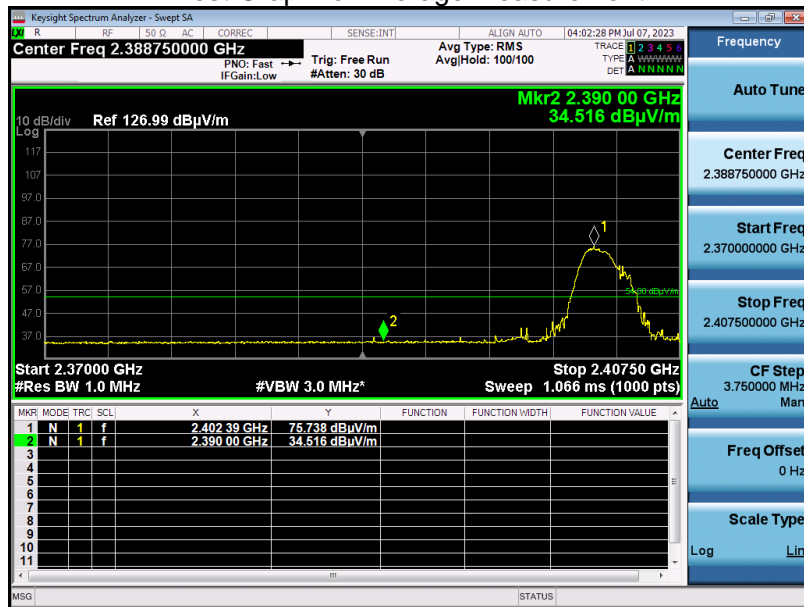 Keysight Spectrum Analyzer - Swept SA
LXI R RF 50 Ω AC CORREC SENSE:INT ALIGN AUTO 04:02:28 PM Jul 07, 2023
Center Freq 2.388750000 GHz
PNO: Fast
IFGain:Low
Trig: Free Run
#Atten: 30 dB
Avg Type: RMS
Avg|Hold: 100/100
TRACE 1 2 3 4 5 6
TYPE A WWWWW
DET A N N N N N
Mkr2 2.390 00 GHz
34.516 dBµV/m
10 dB/div Ref 126.99 dBµV/m
Log
117
107
97.0
87.0
77.0
67.0
57.0
47.0
37.0
1
2
54.00 dBµV/m
Start 2.37000 GHz Stop 2.40750 GHz
#Res BW 1.0 MHz #VBW 3.0 MHz* Sweep 1.066 ms (1000 pts)
MKR MODE TRC SCL X Y FUNCTION FUNCTION WIDTH FUNCTION VALUE
1 N 1 f 2.402 39 GHz 75.738 dBµV/m
2 N 1 f 2.390 00 GHz 34.516 dBµV/m
3
4
5
6
7
8
9
10
11
MSG STATUS
Frequency
Auto Tune
Center Freq
2.388750000 GHz
Start Freq
2.370000000 GHz
Stop Freq
2.407500000 GHz
CF Step
3.750000 MHz
Auto Man
Freq Offset
0 Hz
Scale Type
Log Lin